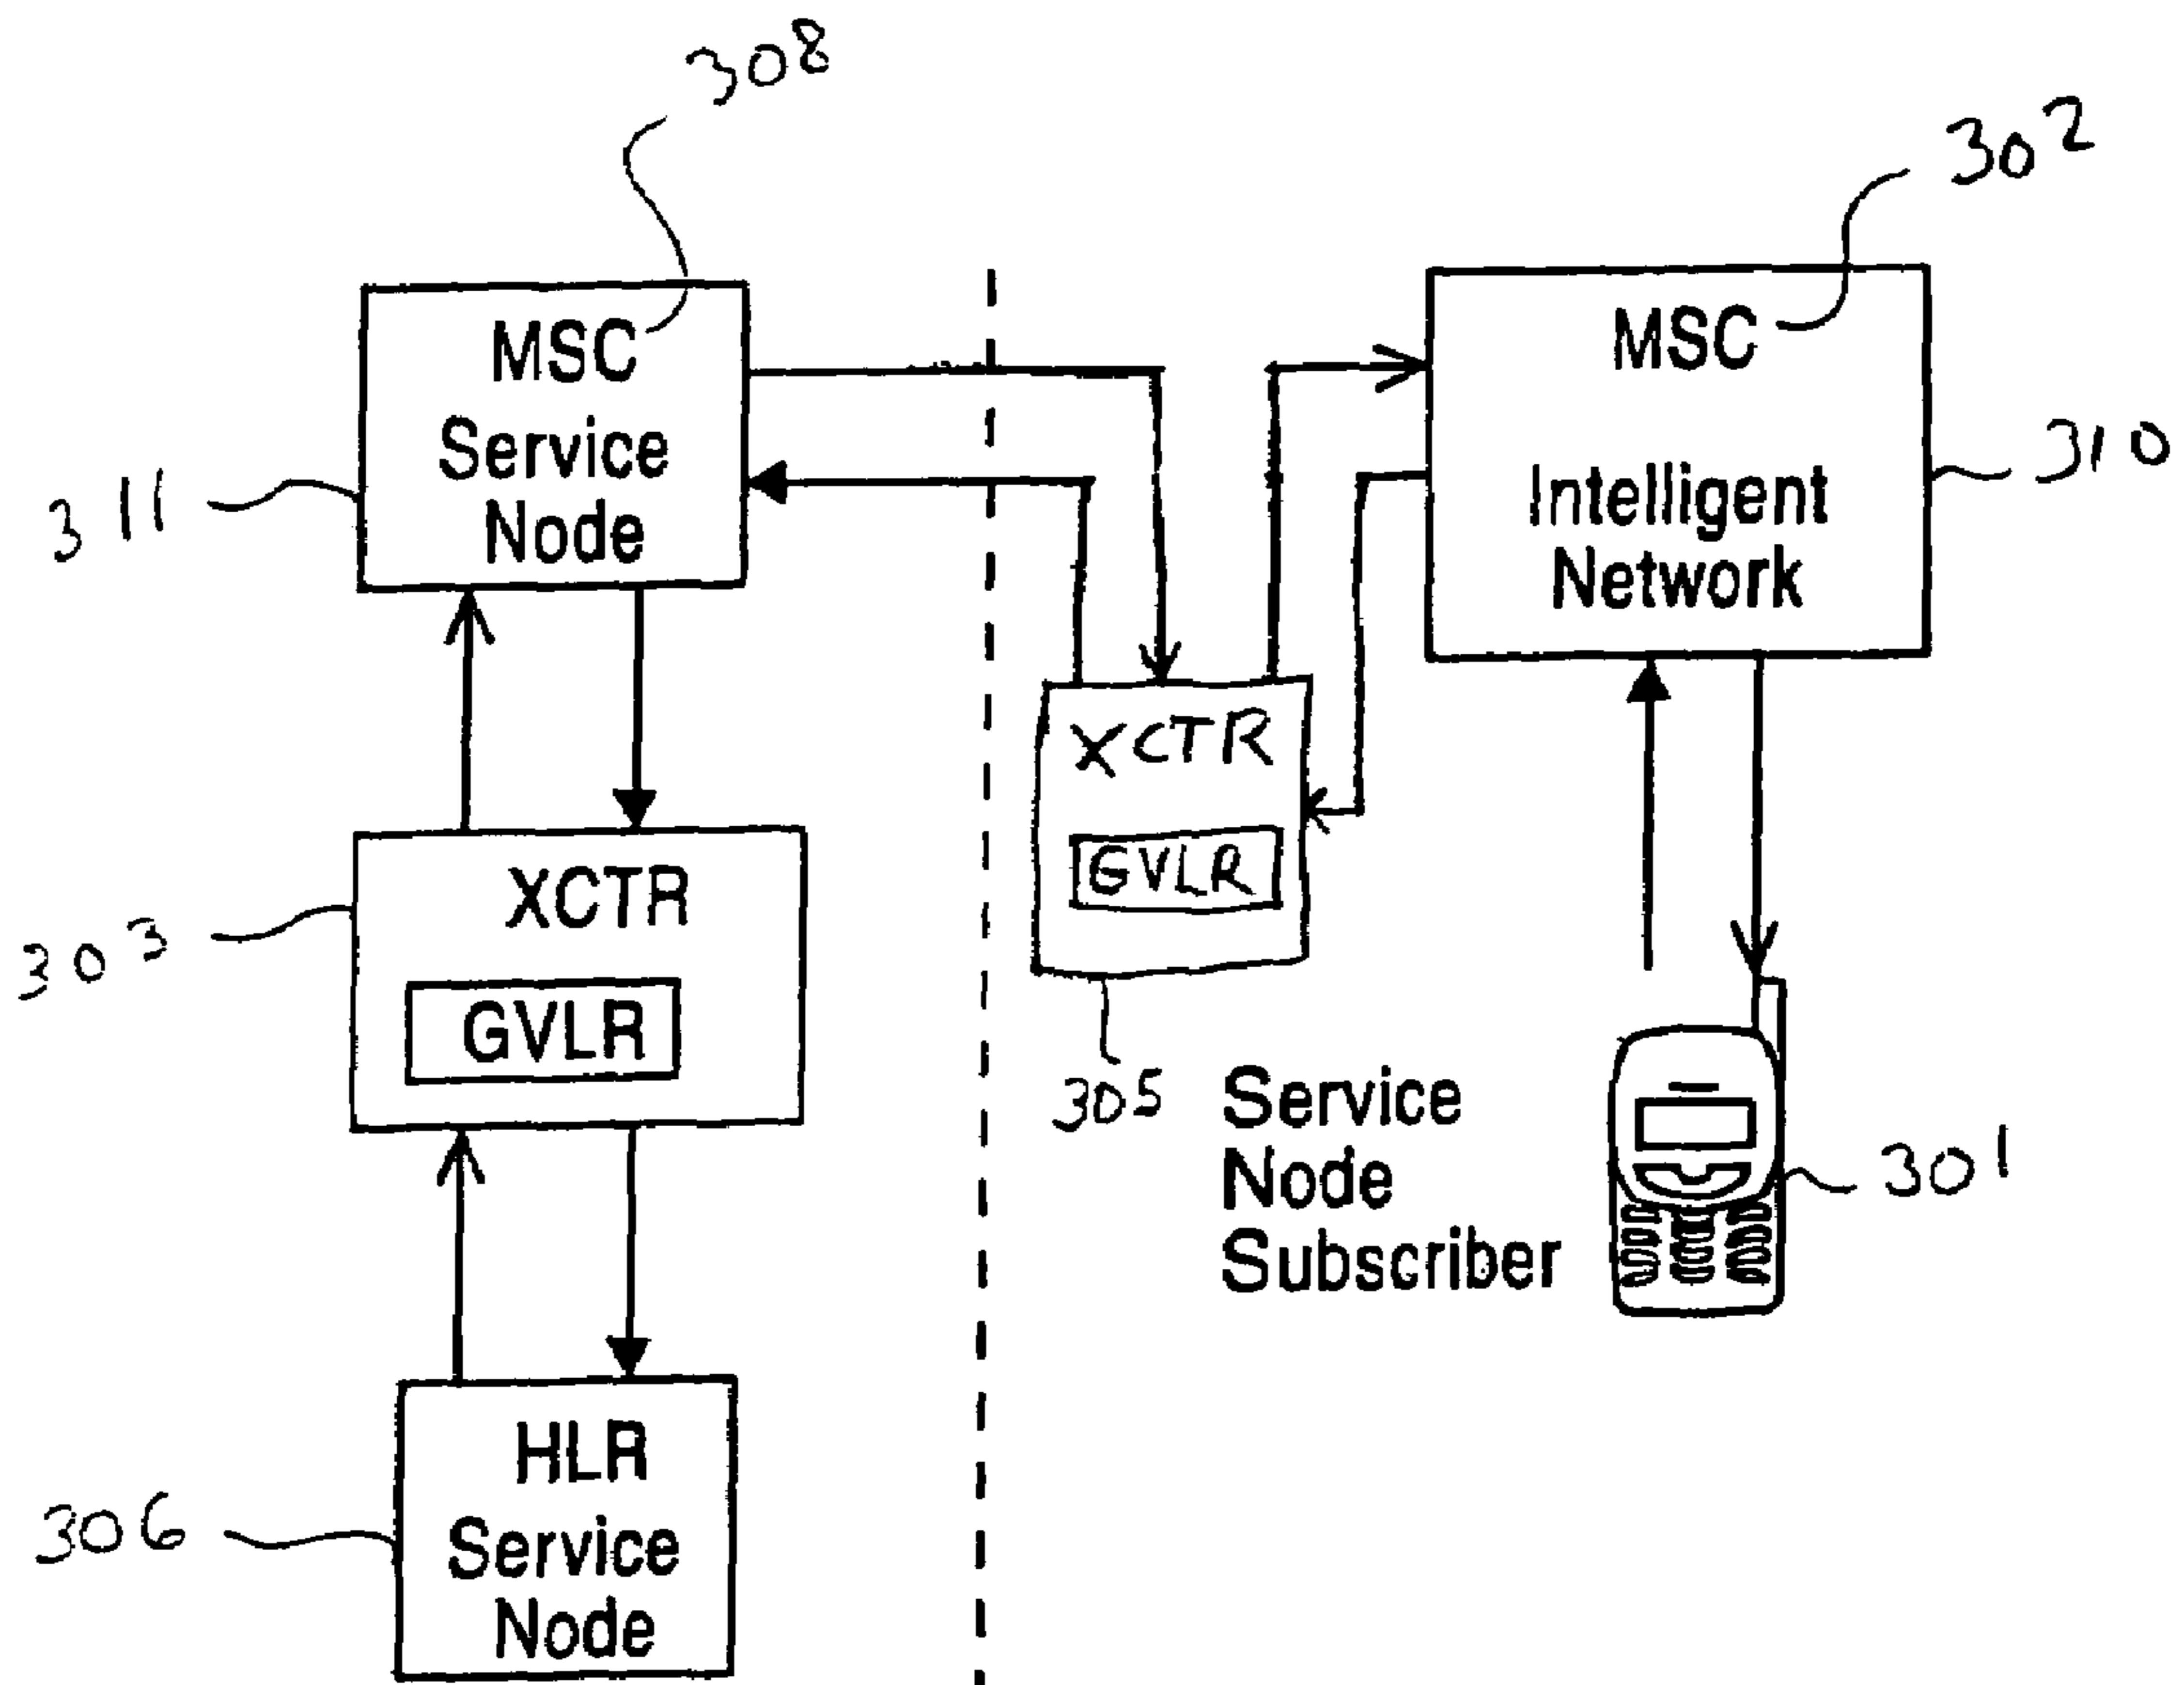 308
302
MSC
Service
Node
311
MSC
Intelligent
Network
310
XCTR
GVLR
305
XCTR
GVLR
303
Service
Node
Subscriber
301
HLR
Service
Node
306